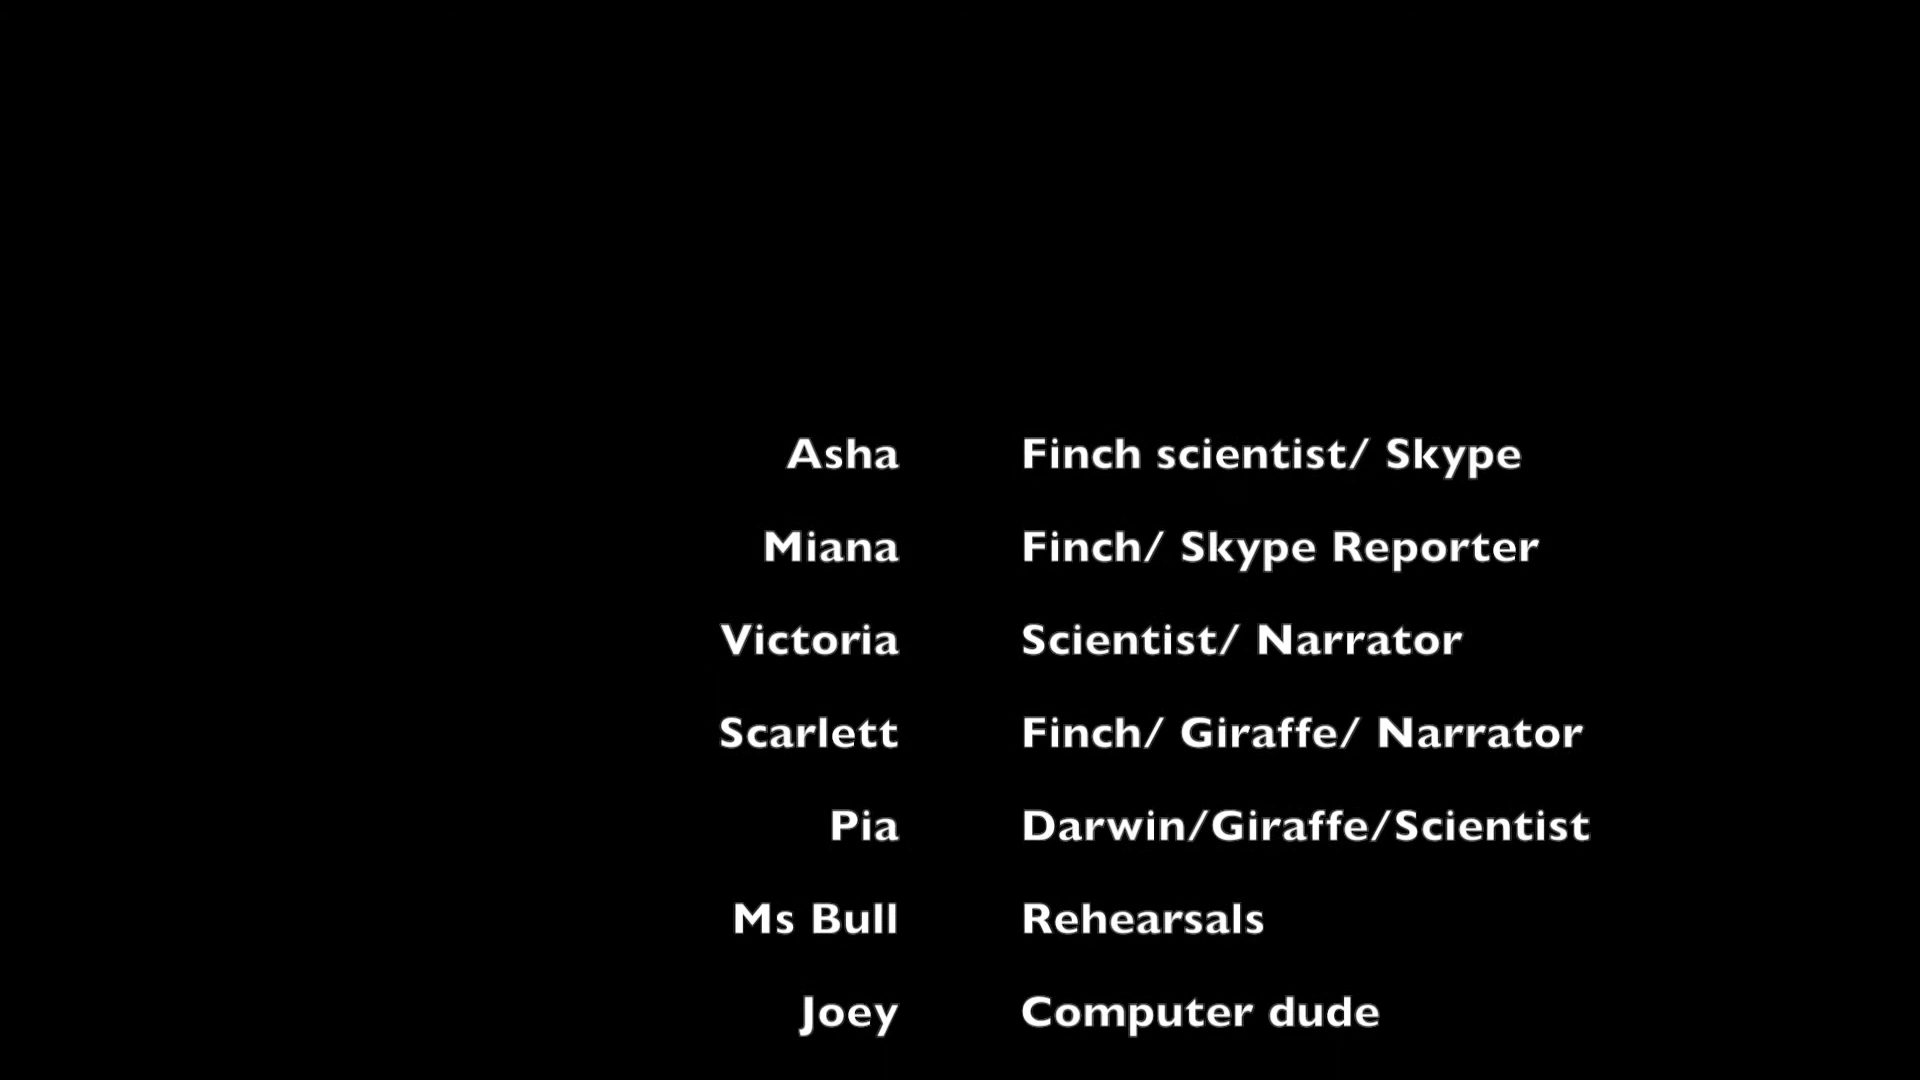 Asha Finch scientist/ Skype
Miana Finch/ Skype Reporter
Victoria Scientist/ Narrator
Scarlett Finch/ Giraffe/ Narrator
Pia Darwin/Giraffe/Scientist
Ms Bull Rehearsals
Joey Computer dude